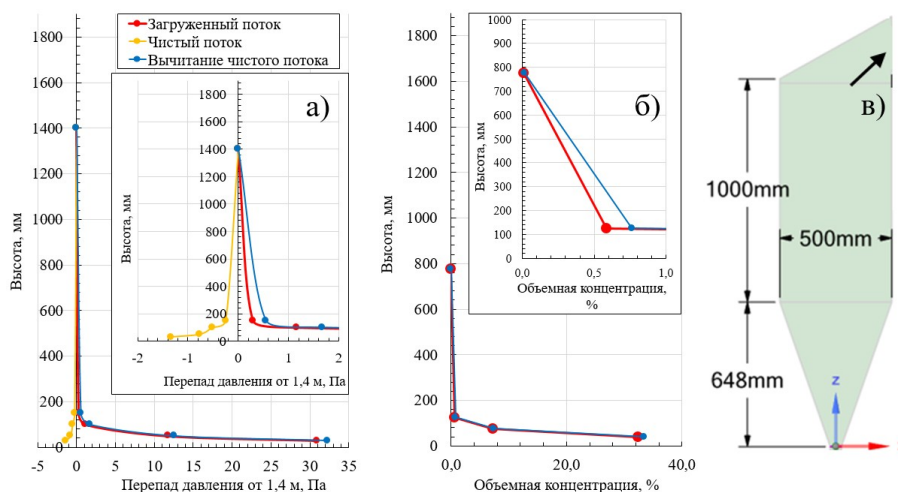 Загруженный поток
Чистый поток
Вычитание чистого потока
1800
1600
1400
1200
1000
800
600
400
200
0
-5 0 5 10 15 20 25 30 35
Высота, мм
Перепад давления от 1,4 м, Па
а)
1800
1600
1400
1200
1000
800
600
400
200
0
-2 -1 0 1 2
Высота, мм
Перепад давления от 1,4 м, Па
1800
1600
1400
1200
1000
800
600
400
200
0
0,0 20,0 40,0
Высота, мм
Объемная концентрация, %
б)
1000
900
800
700
600
500
400
300
200
100
0
0,0 0,5 1,0
Высота, мм
Объемная концентрация,
%
в)
1000mm
500mm
648mm
z